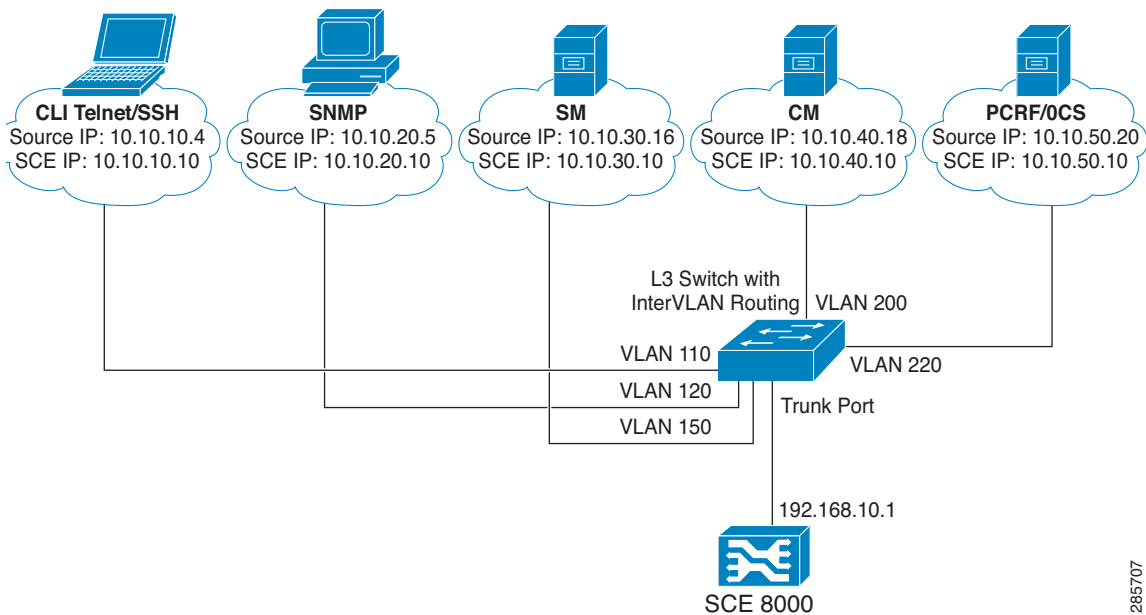 CLI Telnet/SSH
Source IP: 10.10.10.4
SCE IP: 10.10.10.10
SNMP
Source IP: 10.10.20.5
SCE IP: 10.10.20.10
SM
Source IP: 10.10.30.16
SCE IP: 10.10.30.10
CM
Source IP: 10.10.40.18
SCE IP: 10.10.40.10
PCRF/0CS
Source IP: 10.10.50.20
SCE IP: 10.10.50.10
L3 Switch with
InterVLAN Routing
VLAN 200
VLAN 110
VLAN 220
VLAN 120
Trunk Port
VLAN 150
192.168.10.1
SCE 8000
285707